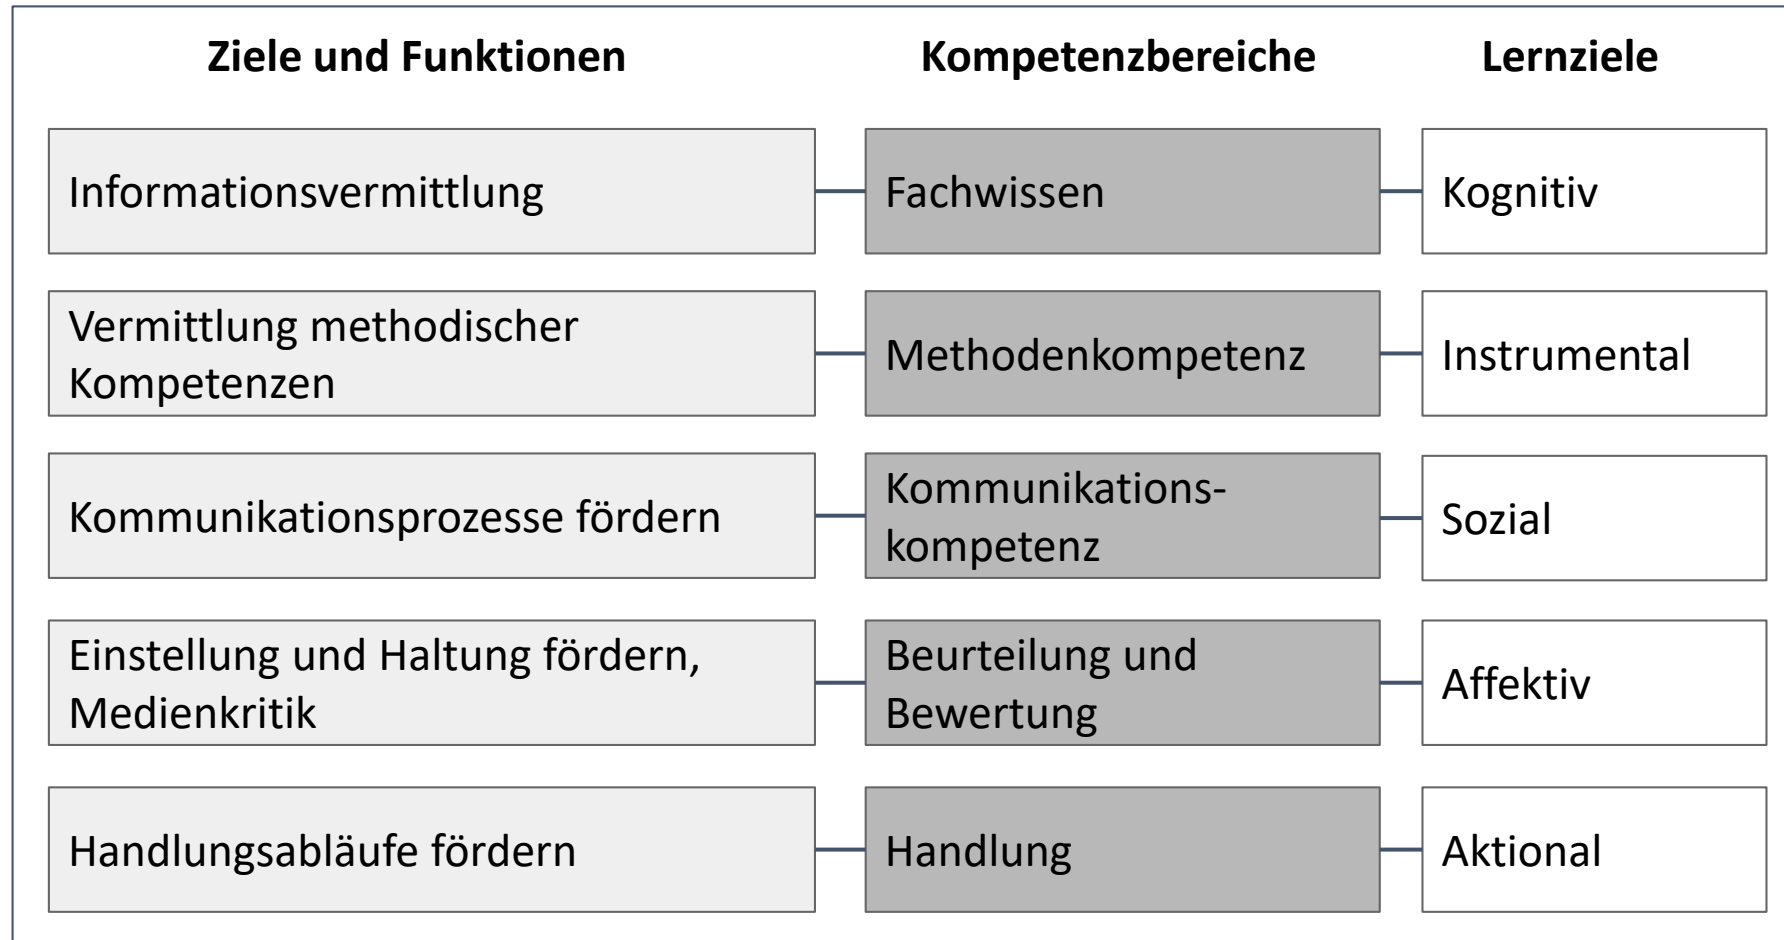 Ziele und Funktionen
Kompetenzbereiche
Lernziele
Informationsvermittlung
Fachwissen
Kognitiv
Vermittlung methodischer
Kompetenzen
Methodenkompetenz
Instrumental
Kommunikationsprozesse fördern
Kommunikations-
kompetenz
Sozial
Einstellung und Haltung fördern,
Medienkritik
Beurteilung und
Bewertung
Affektiv
Handlungsabläufe fördern
Handlung
Aktional